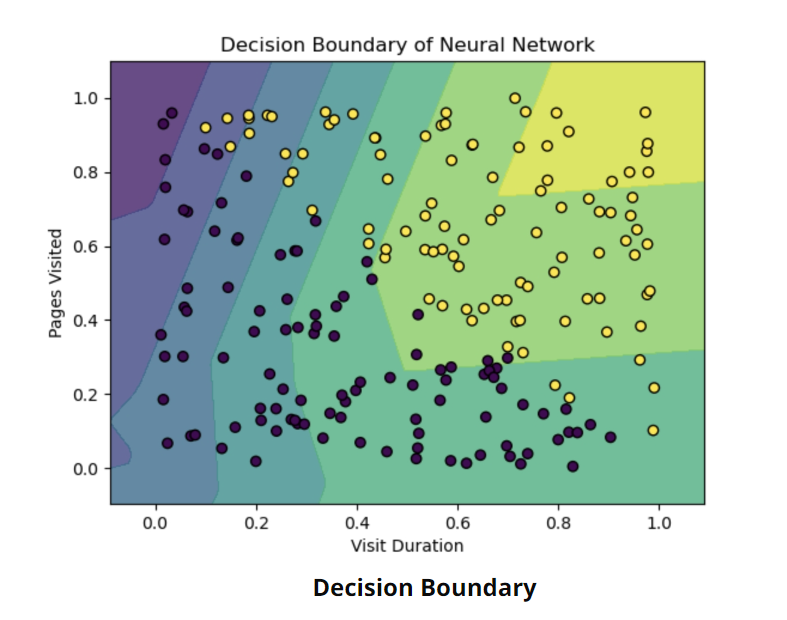 Decision Boundary of Neural Network
1.0
0.8
0.6
0.4
0.2
0.0
Pages Visited
0.0 0.2 0.4 0.6 0.8 1.0
Visit Duration
Decision Boundary